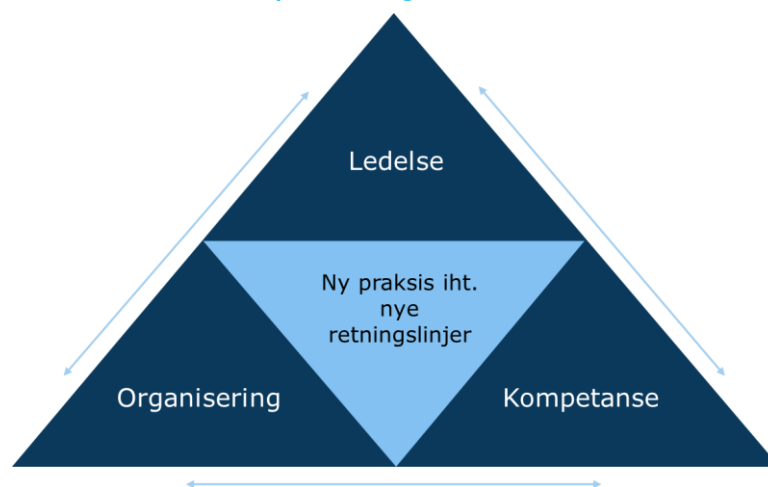 Ledelse
Ny praksis iht.
nye
retningslinjer
Organisering
Kompetanse